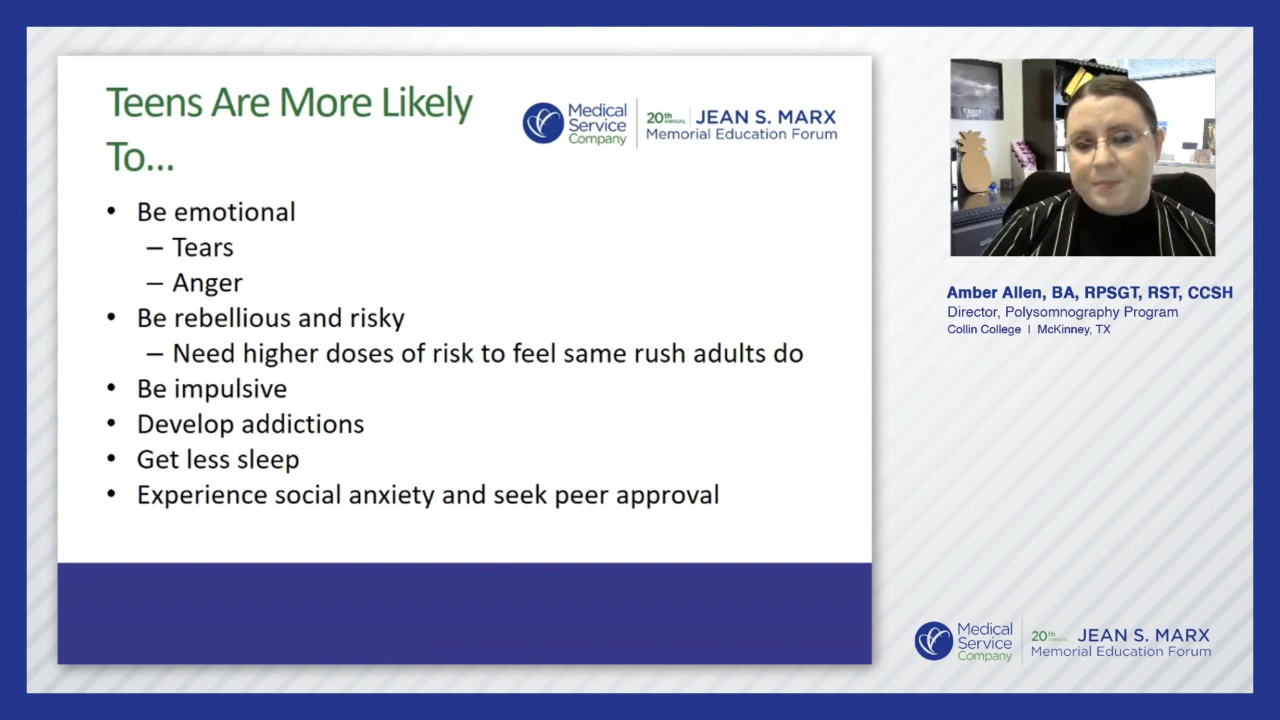 Teens Are More Likely
To...
Medical
Service
Company
20th ANNUAL JEAN S. MARX
Memorial Education Forum
• Be emotional
– Tears
– Anger
• Be rebellious and risky
– Need higher doses of risk to feel same rush adults do
• Be impulsive
• Develop addictions
• Get less sleep
• Experience social anxiety and seek peer approval
Amber Allen, BA, RPSGT, RST, CCSH
Director, Polysomnography Program
Collin College | McKinney, TX
Medical
Service
Company
20th ANNUAL JEAN S. MARX
Memorial Education Forum